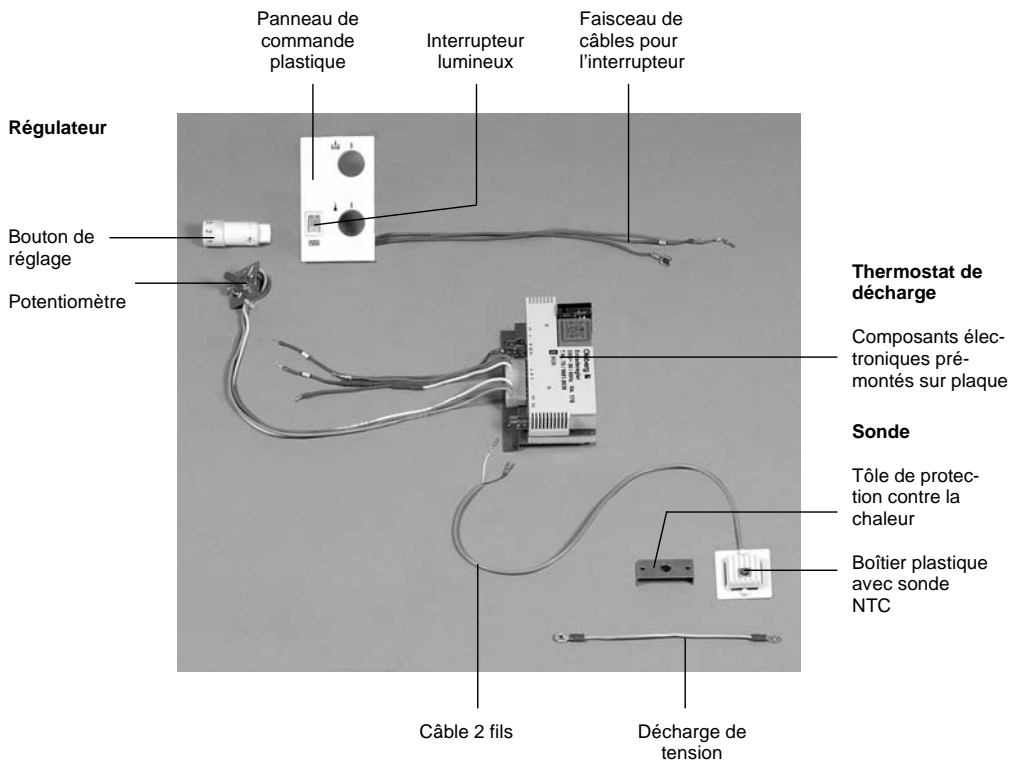 Panneau de
commande
plastique
Interrupteur
lumineux
Faisceau de
câbles pour
l'interrupteur
Régulateur
Bouton de
réglage
Potentiomètre
Thermostat de
décharge
Composants élec-
troniques pré-
montés sur plaque
Sonde
Tôle de protec-
tion contre la
chaleur
Boîtier plastique
avec sonde
NTC
Câble 2 fils
Décharge de
tension